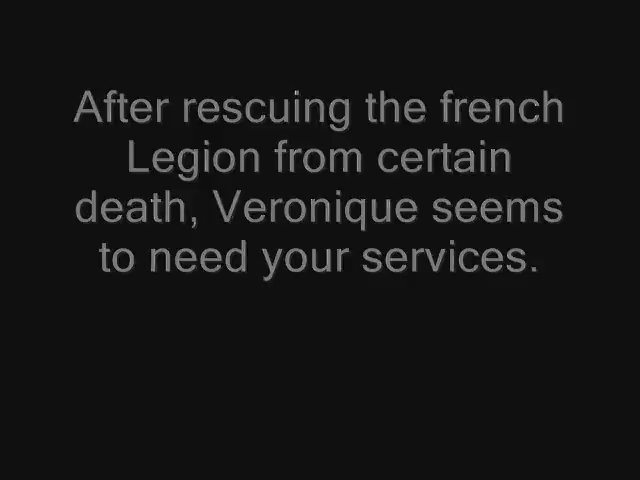 After rescuing the french
Legion from certain
death, Veronique seems
to need your services.